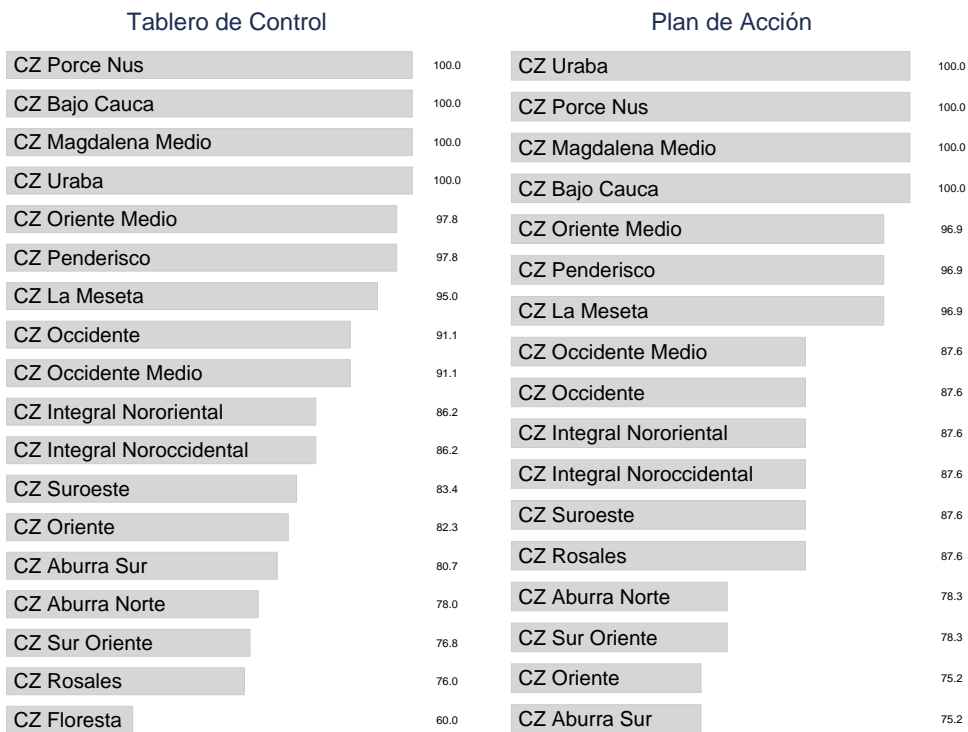 Tablero de Control
CZ Porce Nus 100.0
CZ Bajo Cauca 100.0
CZ Magdalena Medio 100.0
CZ Uraba 100.0
CZ Oriente Medio 97.8
CZ Penderisco 97.8
CZ La Meseta 95.0
CZ Occidente 91.1
CZ Occidente Medio 91.1
CZ Integral Nororiental 86.2
CZ Integral Noroccidental 86.2
CZ Suroeste 83.4
CZ Oriente 82.3
CZ Aburra Sur 80.7
CZ Aburra Norte 78.0
CZ Sur Oriente 76.8
CZ Rosales 76.0
CZ Floresta 60.0
Plan de Acción
CZ Uraba 100.0
CZ Porce Nus 100.0
CZ Magdalena Medio 100.0
CZ Bajo Cauca 100.0
CZ Oriente Medio 96.9
CZ Penderisco 96.9
CZ La Meseta 96.9
CZ Occidente Medio 87.6
CZ Occidente 87.6
CZ Integral Nororiental 87.6
CZ Integral Noroccidental 87.6
CZ Suroeste 87.6
CZ Rosales 87.6
CZ Aburra Norte 78.3
CZ Sur Oriente 78.3
CZ Oriente 75.2
CZ Aburra Sur 75.2